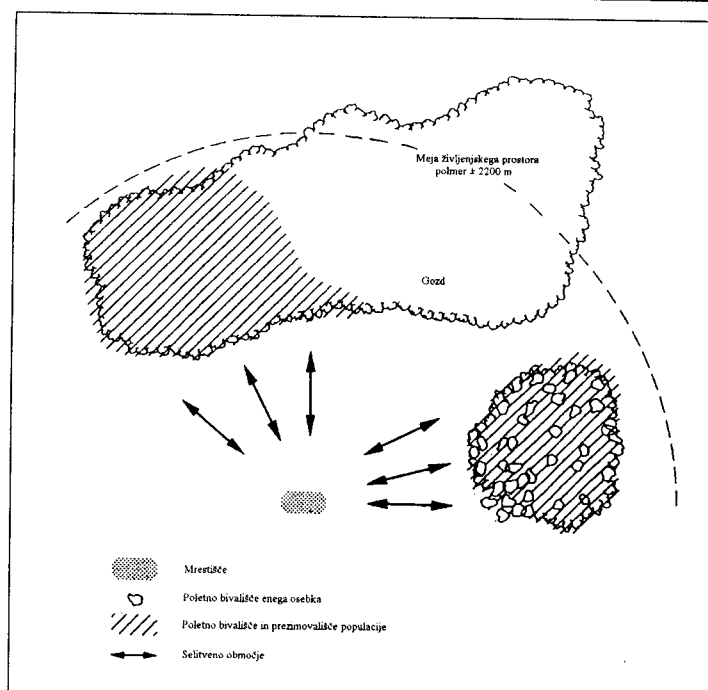 Meja življenjskega prostora
polmer ± 2200 m
Gozd
Mrestišče
Poletno bivališče enega osebka
Poletno bivališče in prezimovališče populacije
Selitveno območje